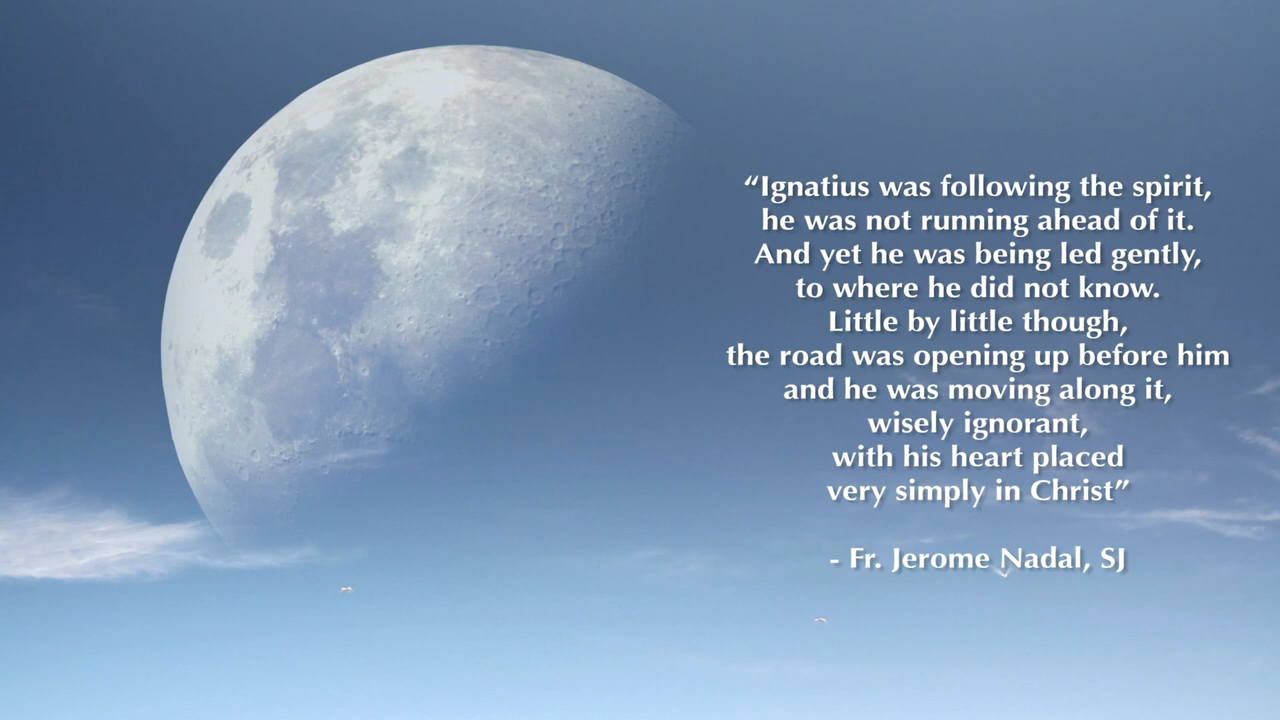 “Ignatius was following the spirit,
he was not running ahead of it.
And yet he was being led gently,
to where he did not know.
Little by little though,
the road was opening up before him
and he was moving along it,
wisely ignorant,
with his heart placed
very simply in Christ”
- Fr. Jerome Nadal, SJ